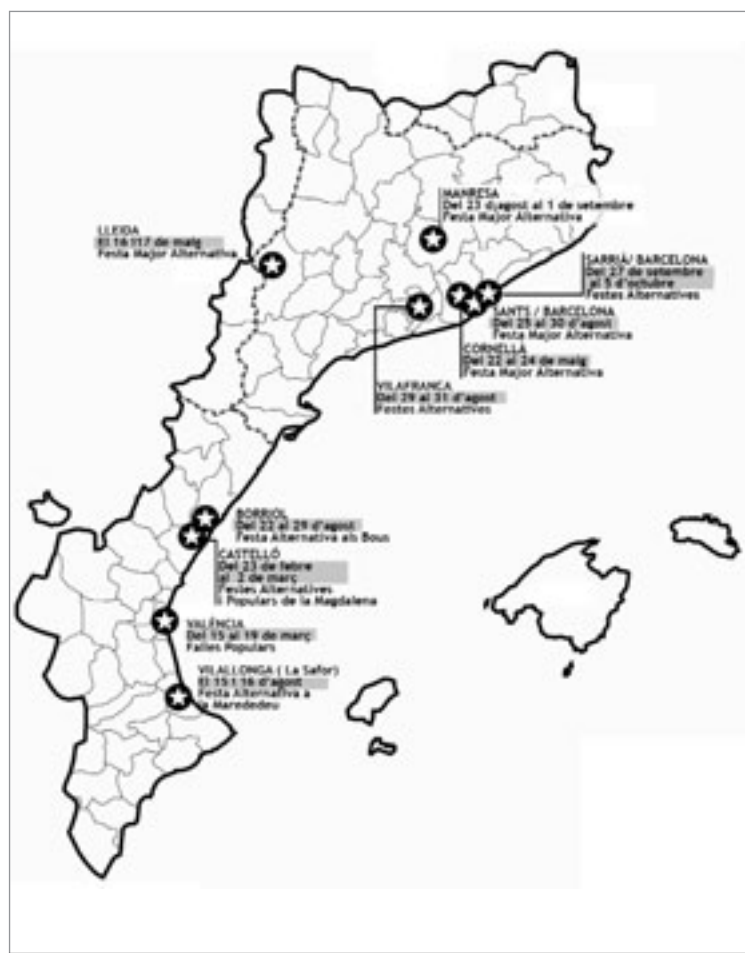 MANRESA
Del 23 d¡agost al 1 de setembre
Festa Major Alternativa
LLEIDA
El 16 i 17 de maig
Festa Major Alternativa
SARRIÀ/ BARCELONA
Del 27 de setembre
al 5 d'octubre
Festes Alternatives
SANTS / BARCELONA
Del 25 al 30 d'agost
Festa Major Alternativa
CORNELLÀ
Del 22 al 24 de maig
Festa Major Alternativa
VILAFRANCA
Del 29 al 31 d'agost
Festes Alternatives
BORRIOL
Del 22 al 29 d'agost
Festa Alternativa als Bous
CASTELLÓ
Del 23 de febre
al 2 de març
Festes Alternatives
i Populars de la Magdalena
VALÈNCIA
Del 15 al 19 de març
Falles Populars
VILALLONGA ( La Safor)
El 15 i 16 d'agost
Festa Alternativa a
la Marededeu